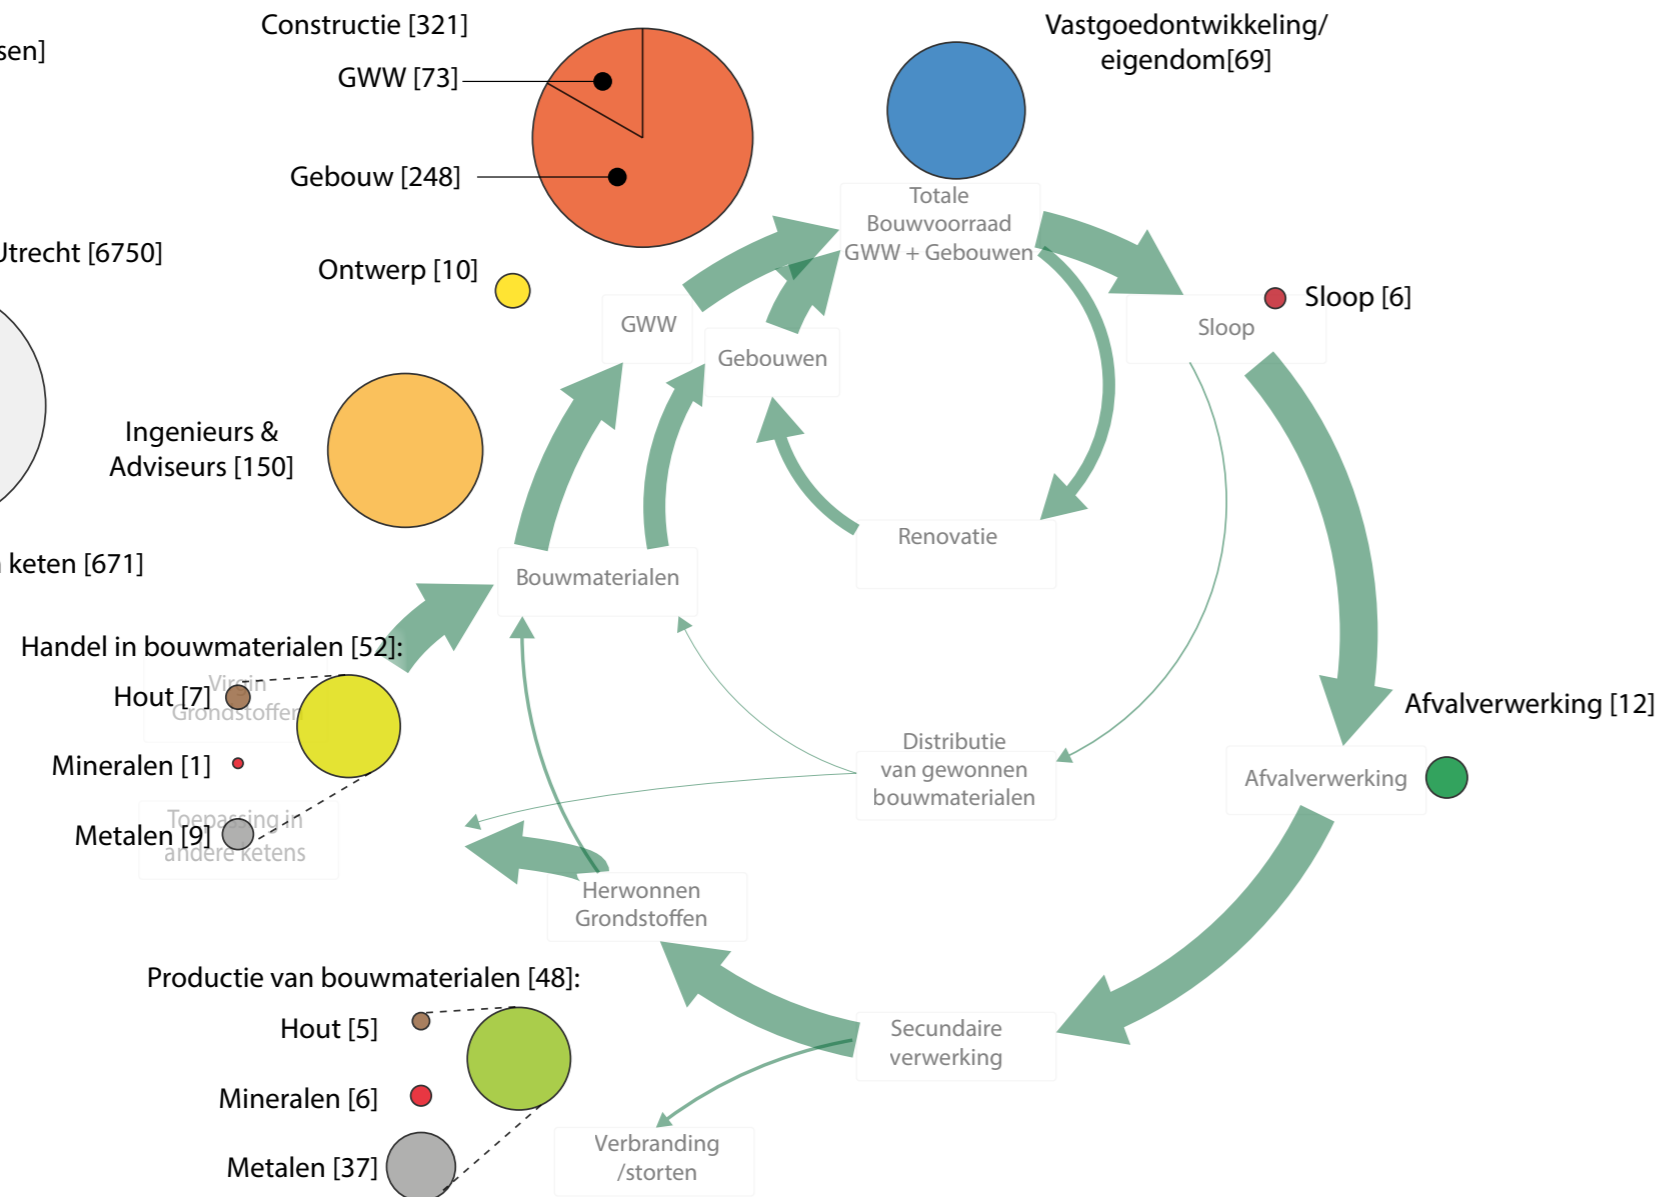 Constructie [321]
sen]
GWW [73]
Gebouw [248]
Vastgoedontwikkeling/
eigendom[69]
Totale
Bouwvoorraad
GWW + Gebouwen
Utrecht [6750]
Ontwerp [10]
GWW
Gebouwen
Sloop [6]
Sloop
Ingenieurs &
Adviseurs [150]
Renovatie
keten [671]
Bouwmaterialen
Handel in bouwmaterialen [52]:
Hout [7]
Virgin
Grondstoffen
Mineralen [1]
Metalen [9]
Toepassing in
andere ketens
Distributie
van gewonnen
bouwmaterialen
Afvalverwerking [12]
Afvalverwerking
Herwonnen
Grondstoffen
Productie van bouwmaterialen [48]:
Hout [5]
Mineralen [6]
Metalen [37]
Secundaire
verwerking
Verbranding
/storten